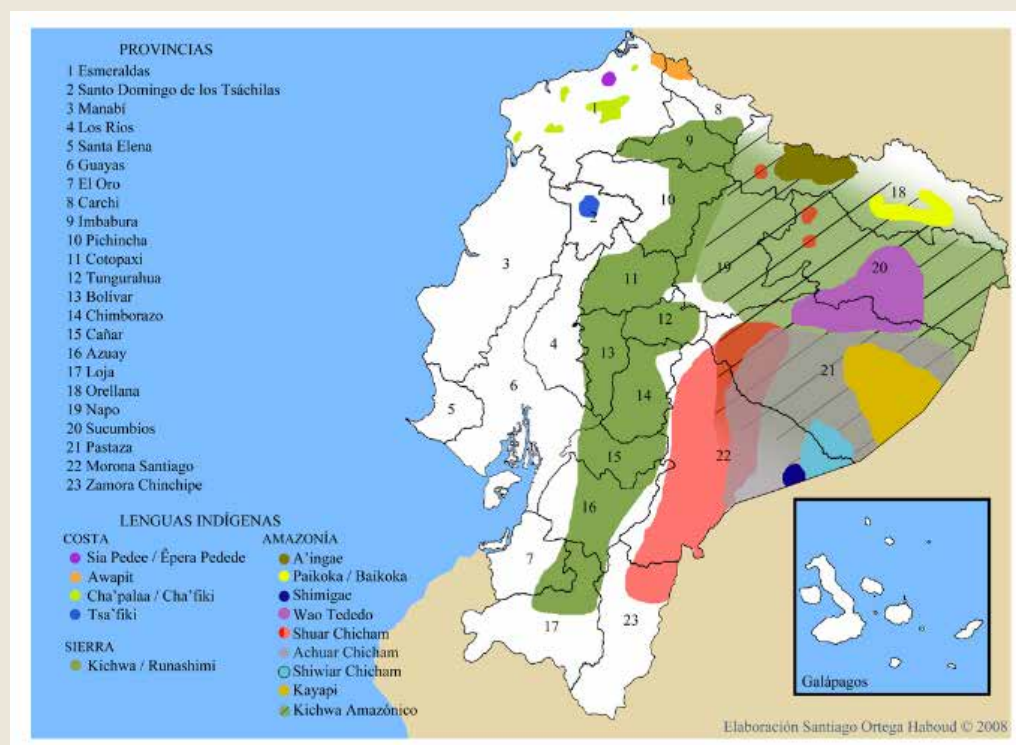 PROVINCIAS
1 Esmeraldas
2 Santo Domingo de los Tsáchilas
3 Manabí
4 Los Ríos
5 Santa Elena
6 Guayas
7 El Oro
8 Carchi
9 Imbabura
10 Pichincha
11 Cotopaxi
12 Tungurahua
13 Bolívar
14 Chimborazo
15 Cañar
16 Azuay
17 Loja
18 Orellana
19 Napo
20 Sucumbios
21 Pastaza
22 Morona Santiago
23 Zamora Chinchipe
LENGUAS INDÍGENAS
COSTA
Sia Pedee / Êpera Pedede
Awapit
Cha'palaa / Cha'fiki
Tsa'fiki
SIERRA
Kichwa / Runashimi
AMAZONÍA
A'ingae
Paikoka / Baikoka
Shimigae
Wao Tededo
Shuar Chicham
Achuar Chicham
Shiwiar Chicham
Kayapi
Kichwa Amazónico
1
8
9
18
10
2
3
11
19
20
12
4
13
21
14
6
5
22
15
16
7
17
23
Galápagos
Elaboración Santiago Ortega Haboud © 2008